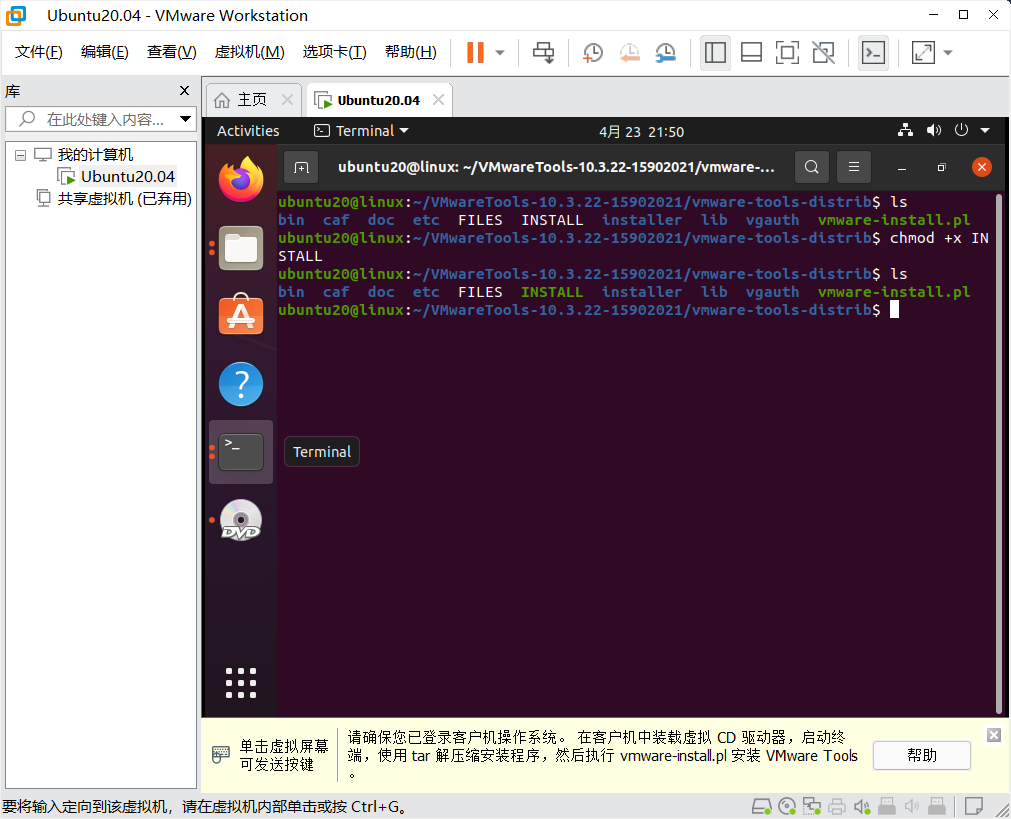 Ubuntu20.04 - VMware Workstation
文件(F) 编辑(E) 查看(V) 虚拟机(M) 选项卡(T) 帮助(H)
库
在此处键入内容...
我的计算机
Ubuntu20.04
共享虚拟机 (已弃用)
主页 Ubuntu20.04
Activities Terminal 4月 23 21:50
ubuntu20@linux: ~/VMwareTools-10.3.22-15902021/vmware-...
ubuntu20@linux:~/VMwareTools-10.3.22-15902021/vmware-tools-distrib$ ls
bin caf doc etc FILES INSTALL installer lib vgauth vmware-install.pl
ubuntu20@linux:~/VMwareTools-10.3.22-15902021/vmware-tools-distrib$ chmod +x IN
STALL
ubuntu20@linux:~/VMwareTools-10.3.22-15902021/vmware-tools-distrib$ ls
bin caf doc etc FILES INSTALL installer lib vgauth vmware-install.pl
ubuntu20@linux:~/VMwareTools-10.3.22-15902021/vmware-tools-distrib$
Terminal
DVD
单击虚拟屏幕
可发送按键
请确保您已登录客户机操作系统。 在客户机中装载虚拟 CD 驱动器，启动终
端，使用 tar 解压缩安装程序，然后执行 vmware-install.pl 安装 VMware Tools
。
帮助
要将输入定向到该虚拟机，请在虚拟机内部单击或按 Ctrl+G。